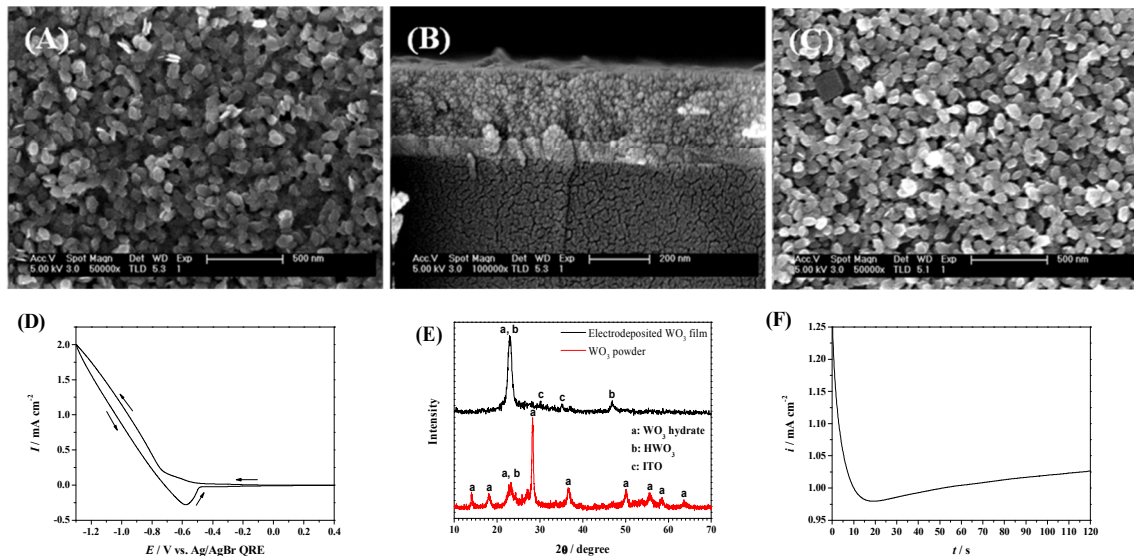 (A)
Acc.V Spot Magn Det WD Exp
5.00 kV 3.0 50000x TLD 5.3 1
500 nm
(B)
Acc.V Spot Magn Det WD Exp
5.00 kV 3.0 100000x TLD 5.3 1
200 nm
(C)
Acc.V Spot Magn Det WD Exp
5.00 kV 3.0 50000x TLD 5.1 1
500 nm
(D)
I / mA cm⁻²
2.0
1.5
1.0
0.5
0.0
-0.5
-1.2 -1.0 -0.8 -0.6 -0.4 -0.2 0.0 0.2 0.4
E / V vs. Ag/AgBr QRE
(E)
Intensity
a, b
Electrodeposited WO₃ film
WO₃ powder
c
c
b
a
a: WO₃ hydrate
b: HWO₃
c: ITO
a a a, b a a a a a
10 20 30 40 50 60 70
2θ / degree
(F)
i / mA cm⁻²
1.25
1.20
1.15
1.10
1.05
1.00
0.95
0 10 20 30 40 50 60 70 80 90 100 110 120
t / s